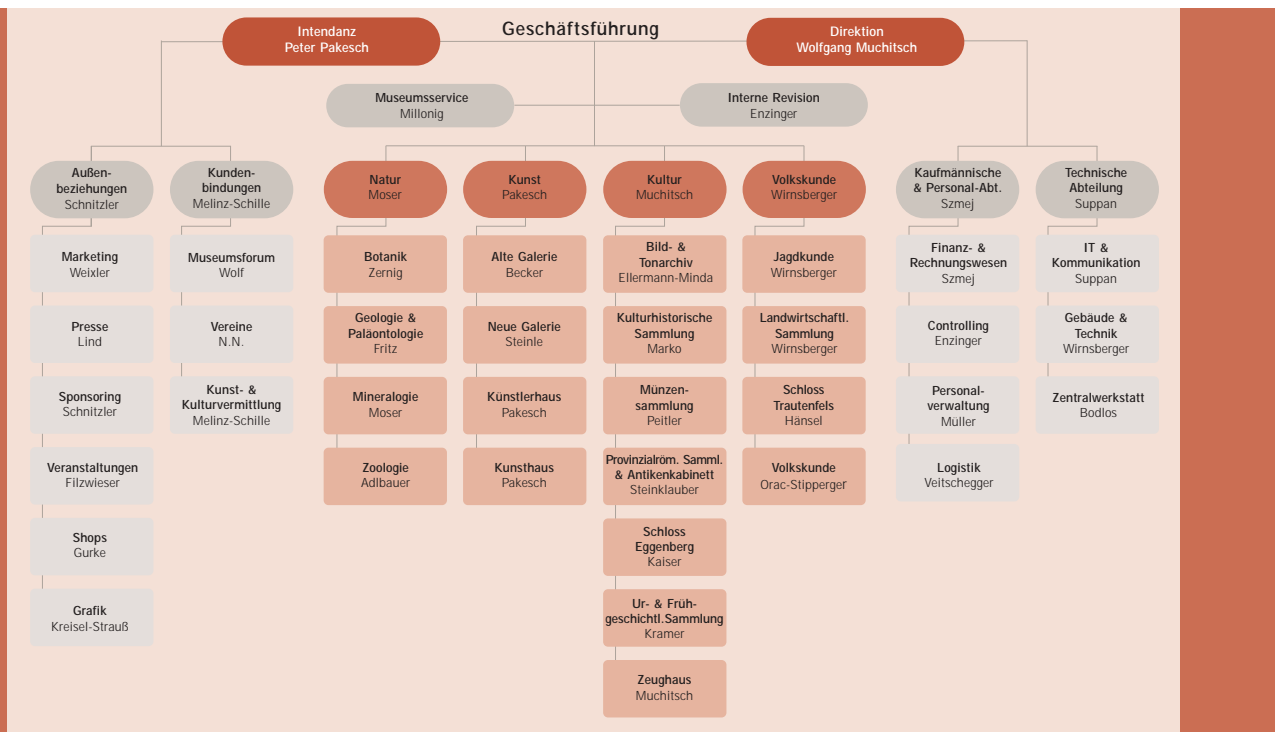 Geschäftsführung
Intendanz
Peter Pakesch
Direktion
Wolfgang Muchitsch
Museumsservice
Millonig
Interne Revision
Enzinger
Außen-
beziehungen
Schnitzler
Marketing
Weixler
Presse
Lind
Sponsoring
Schnitzler
Veranstaltungen
Filzwieser
Shops
Gurke
Grafik
Kreisel-Strauß
Kunden-
bindungen
Melinz-Schille
Museumsforum
Wolf
Vereine
N.N.
Kunst- &
Kulturvermittlung
Melinz-Schille
Natur
Moser
Botanik
Zernig
Geologie &
Paläontologie
Fritz
Mineralogie
Moser
Zoologie
Adlbauer
Kunst
Pakesch
Alte Galerie
Becker
Neue Galerie
Steinle
Künstlerhaus
Pakesch
Kunsthaus
Pakesch
Kultur
Muchitsch
Bild- &
Tonarchiv
Ellermann-Minda
Kulturhistorische
Sammlung
Marko
Münzen-
sammlung
Peitler
Provinzialröm. Samml.
& Antikenkabinett
Steinklauber
Schloss
Eggenberg
Kaiser
Ur- & Früh-
geschichtl.Sammlung
Kramer
Zeughaus
Muchitsch
Volkskunde
Wirnsberger
Jagdkunde
Wirnsberger
Landwirtschaftl.
Sammlung
Wirnsberger
Schloss
Trautenfels
Hänsel
Volkskunde
Orac-Stipperger
Kaufmännische
& Personal-Abt.
Szmej
Finanz- &
Rechnungswesen
Szmej
Controlling
Enzinger
Personal-
verwaltung
Müller
Logistik
Veitschegger
Technische
Abteilung
Suppan
IT &
Kommunikation
Suppan
Gebäude &
Technik
Wirnsberger
Zentralwerkstatt
Bodlos